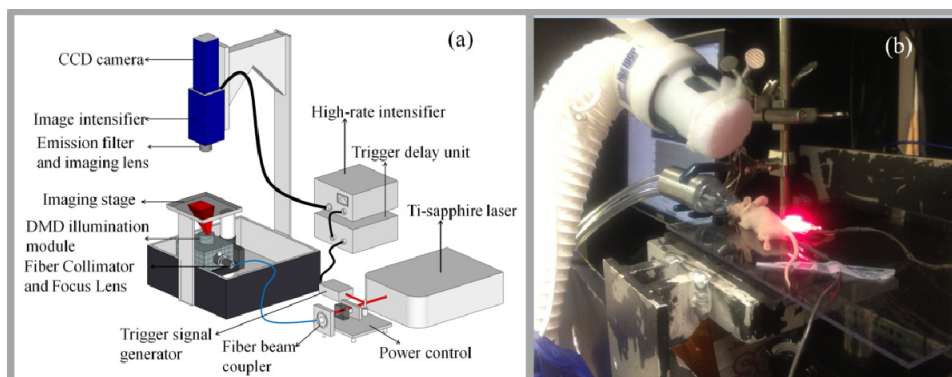 (a)
CCD camera
Image intensifier
Emission filter
and imaging lens
Imaging stage
DMD illumination
module
Fiber Collimator
and Focus Lens
Trigger signal
generator
Fiber beam
coupler
Power control
High-rate intensifier
Trigger delay unit
Ti-sapphire laser
(b)